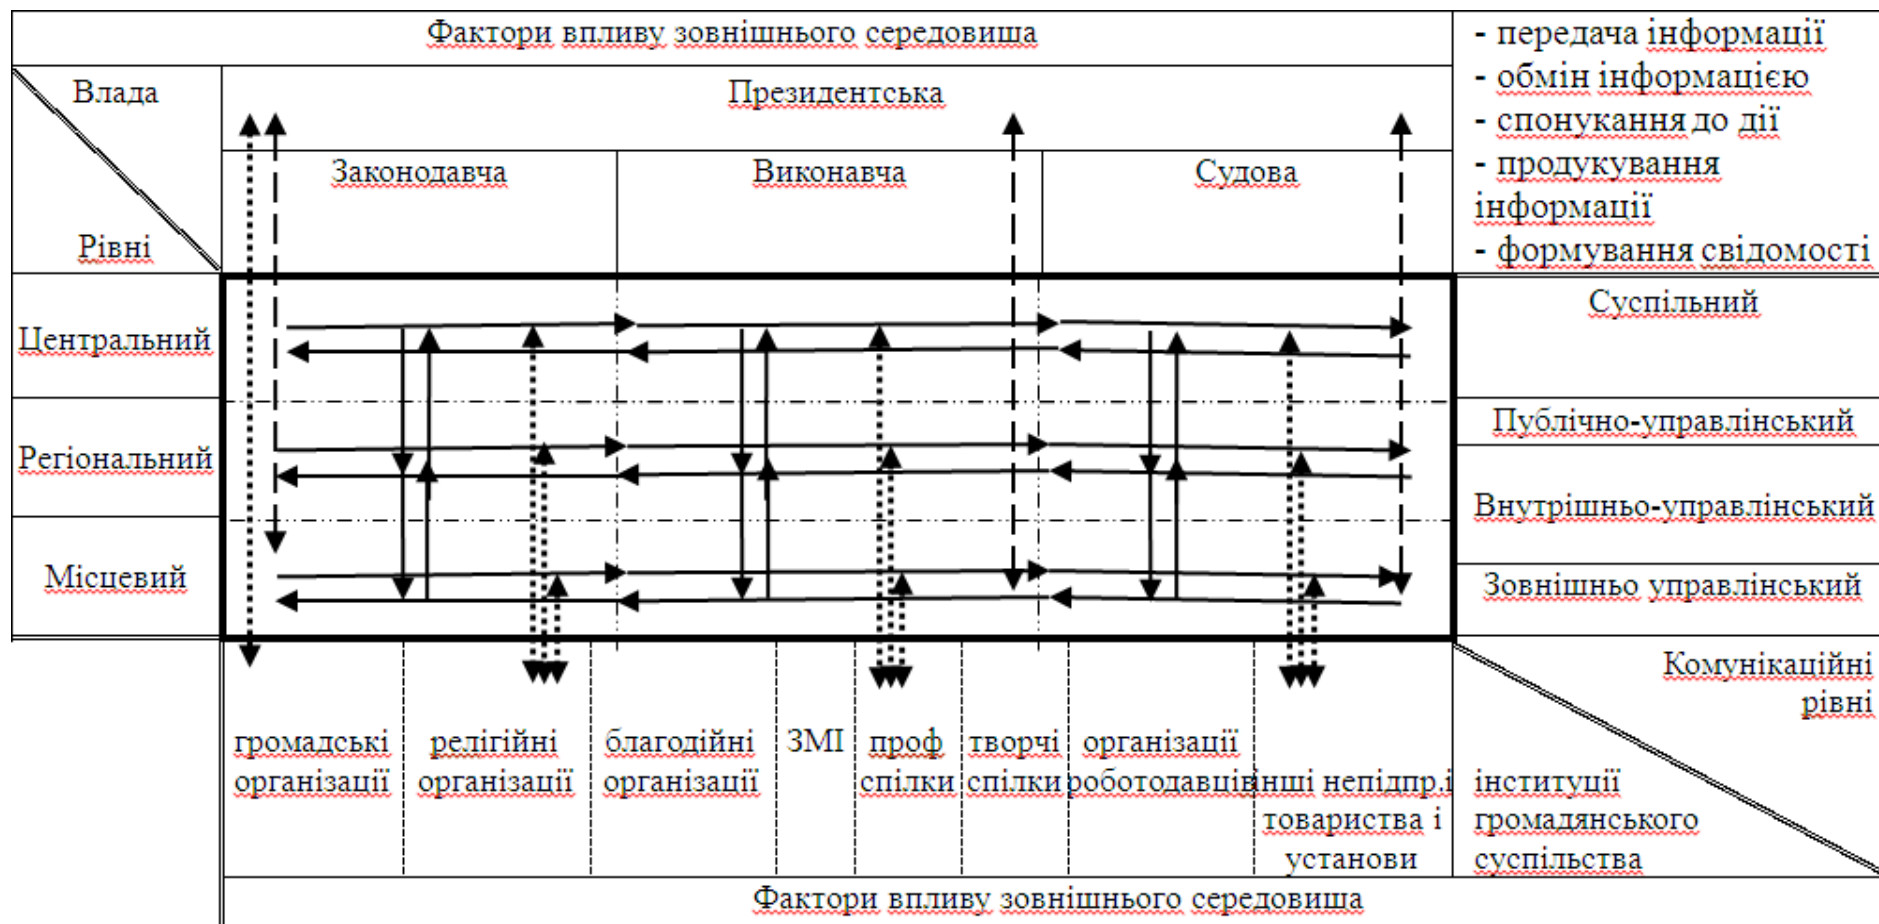 Фактори впливу зовнішнього середовища
- передача інформації
- обмін інформацією
- спонукання до дії
- продукування
інформації
- формування свідомості
Влада
Рівні
Президентська
Законодавча
Виконавча
Судова
Центральний
Регіональний
Місцевий
Суспільний
Публічно-управлінський
Внутрішньо-управлінський
Зовнішньо управлінський
Комунікаційні
рівні
громадські
організації
релігійні
організації
благодійні
організації
ЗМІ
проф
спілки
творчі
спілки
організації
роботодавців
інші непідпр.і
товариства і
установи
інституції
громадянського
суспільства
Фактори впливу зовнішнього середовища